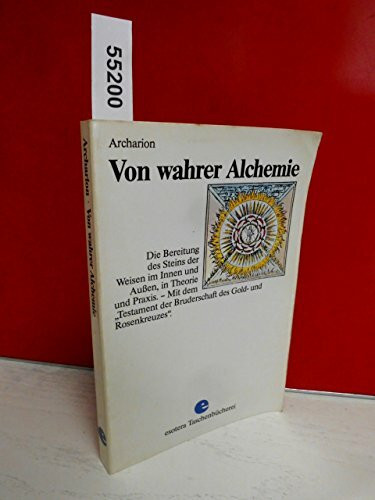 55200
Archarion
Von wahrer Alchemie
Die Bereitung
des Steins der
Weisen im Innen und
Außen, in Theorie
und Praxis. – Mit dem
„Testament der Bruderschaft des Gold- und
Rosenkreuzes“.
e
esotera Taschenbücherei
Archarion · Von wahrer Alchemie
e